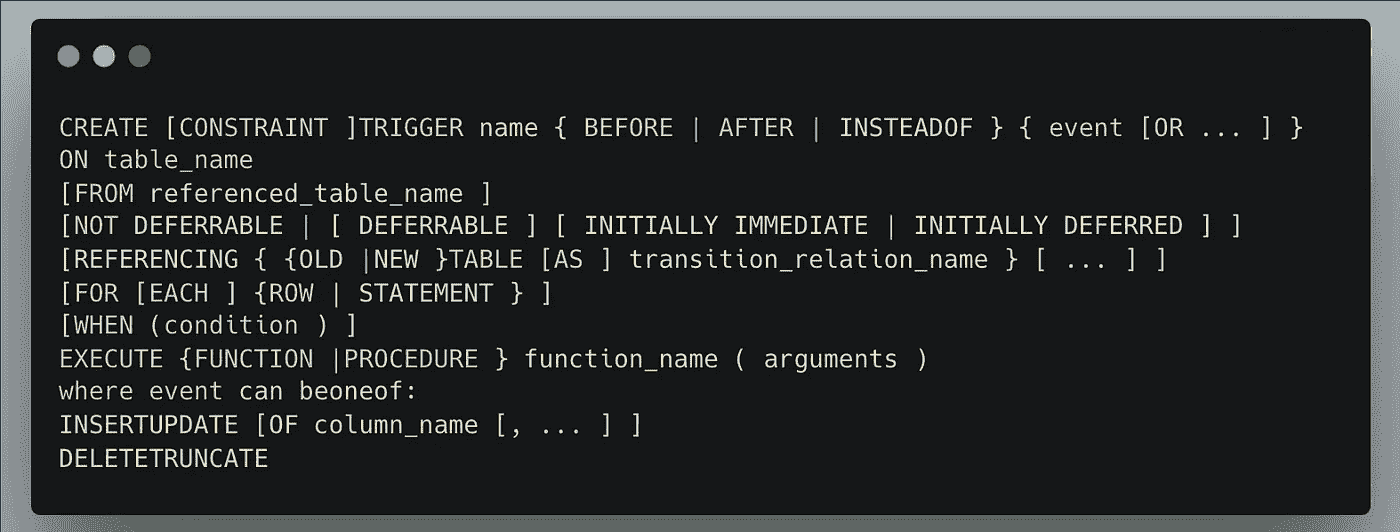 CREATE [CONSTRAINT ]TRIGGER name { BEFORE | AFTER | INSTEADOF } { event [OR ... ] }
ON table_name
[FROM referenced_table_name ]
[NOT DEFERRABLE | [ DEFERRABLE ] [ INITIALLY IMMEDIATE | INITIALLY DEFERRED ] ]
[REFERENCING { {OLD |NEW }TABLE [AS ] transition_relation_name } [ ... ] ]
[FOR [EACH ] {ROW | STATEMENT } ]
[WHEN (condition ) ]
EXECUTE {FUNCTION |PROCEDURE } function_name ( arguments )
where event can beoneof:
INSERTUPDATE [OF column_name [, ... ] ]
DELETETRUNCATE